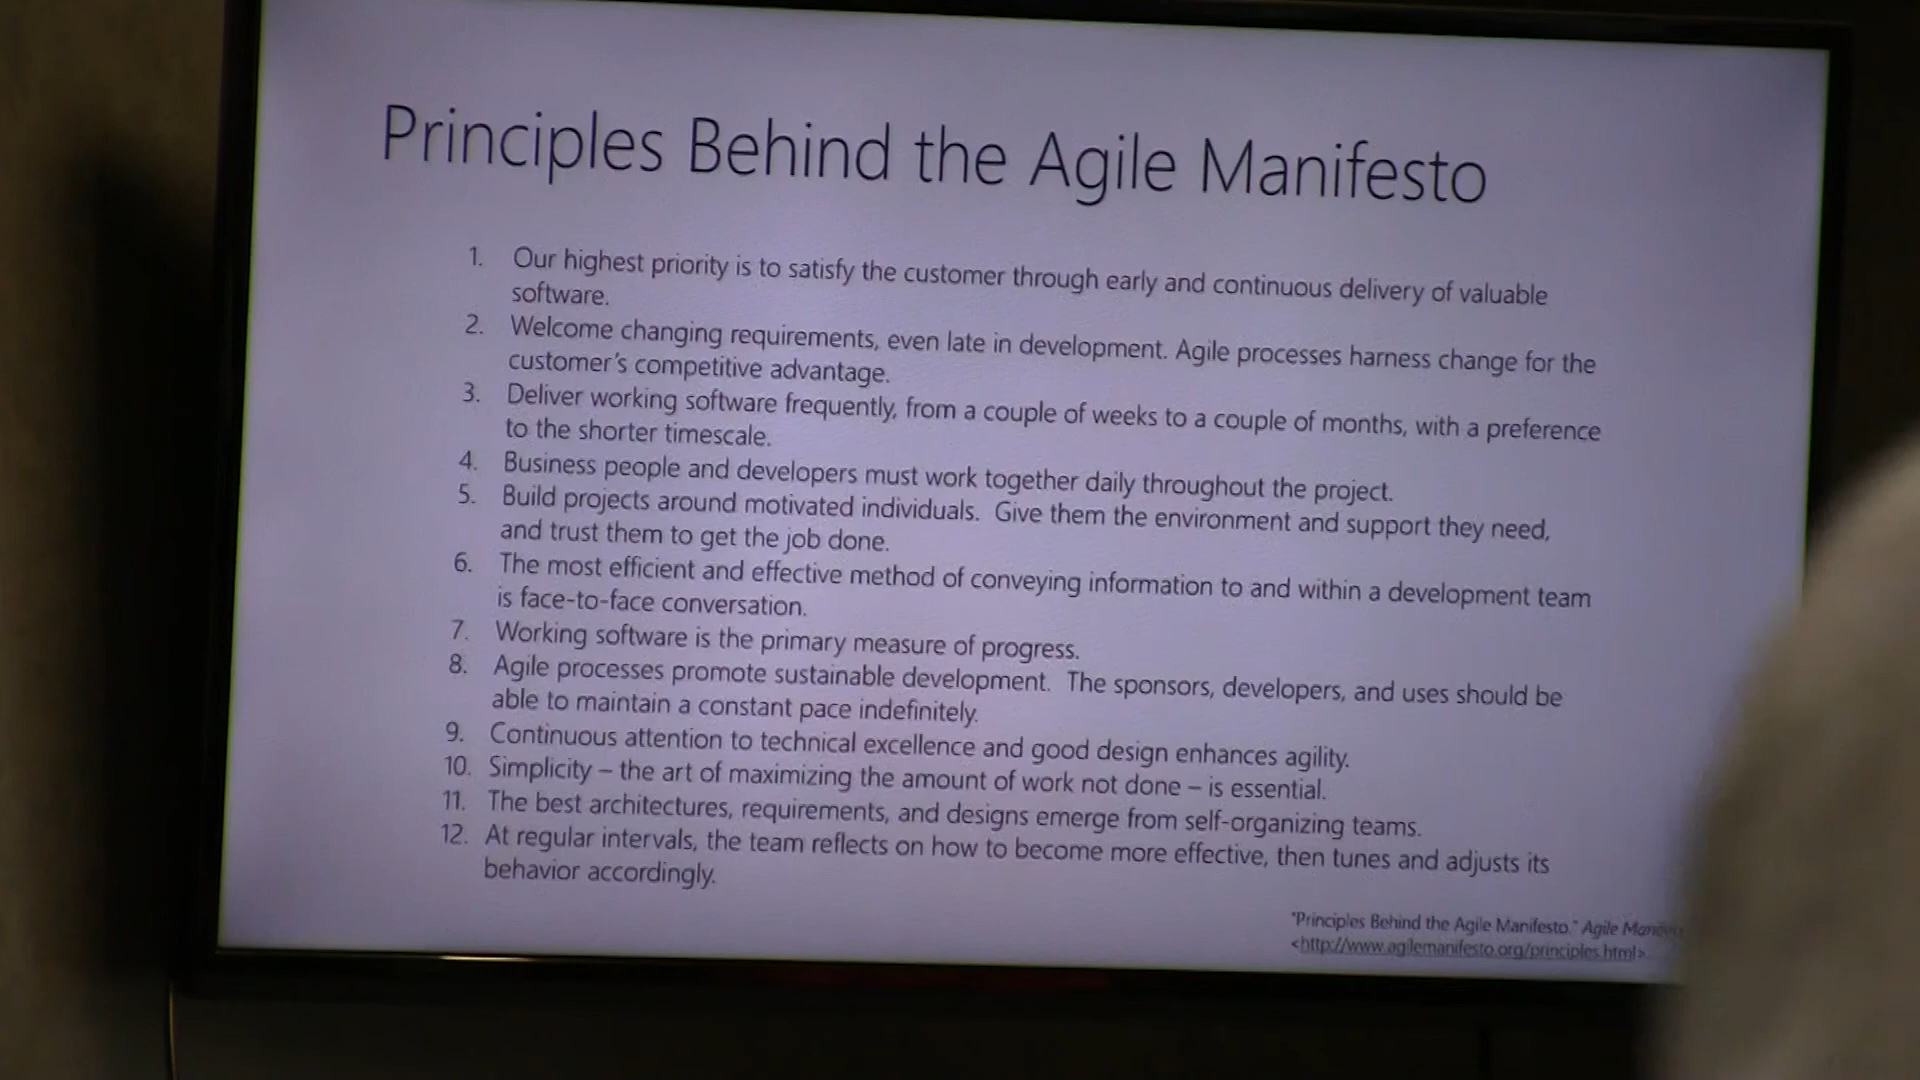 Principles Behind the Agile Manifesto
1. Our highest priority is to satisfy the customer through early and continuous delivery of valuable
software.
2. Welcome changing requirements, even late in development. Agile processes harness change for the
customer's competitive advantage.
3. Deliver working software frequently, from a couple of weeks to a couple of months, with a preference
to the shorter timescale.
4. Business people and developers must work together daily throughout the project.
5. Build projects around motivated individuals.  Give them the environment and support they need,
and trust them to get the job done.
6. The most efficient and effective method of conveying information to and within a development team
is face-to-face conversation.
7. Working software is the primary measure of progress.
8. Agile processes promote sustainable development.  The sponsors, developers, and uses should be
able to maintain a constant pace indefinitely.
9. Continuous attention to technical excellence and good design enhances agility.
10. Simplicity – the art of maximizing the amount of work not done – is essential.
11. The best architectures, requirements, and designs emerge from self-organizing teams.
12. At regular intervals, the team reflects on how to become more effective, then tunes and adjusts its
behavior accordingly.
"Principles Behind the Agile Manifesto." Agile
<http://www.agilemanifesto.org/principles.html>.